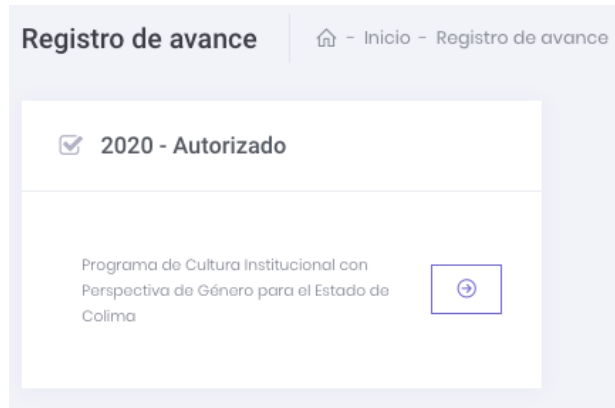 Registro de avance
- Inicio - Registro de avance
2020 - Autorizado
Programa de Cultura Institucional con
Perspectiva de Género para el Estado de
Colima